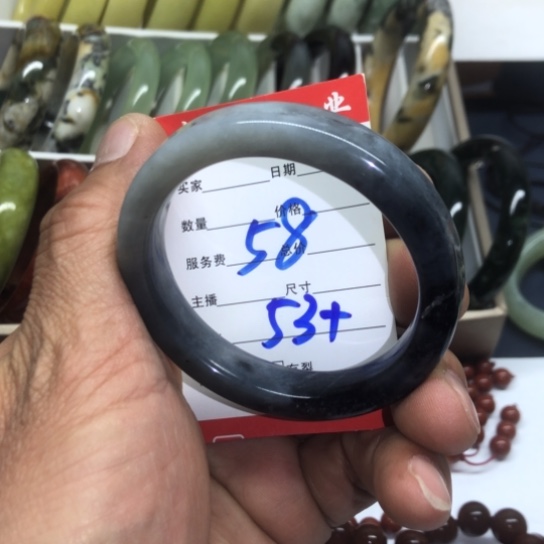 业
买家 日期
数量 价格
58
服务费 总价
主播 尺寸
53+